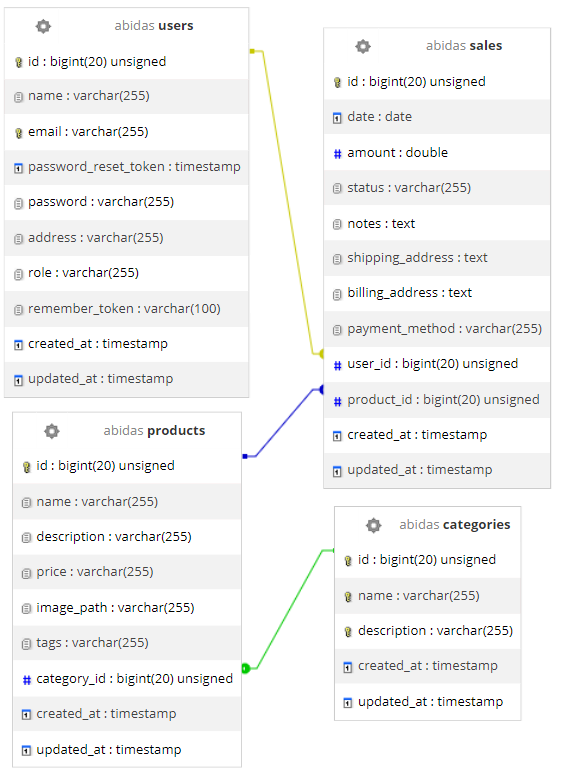 abidas users
id : bigint(20) unsigned
name : varchar(255)
email : varchar(255)
password_reset_token : timestamp
password : varchar(255)
address : varchar(255)
role : varchar(255)
remember_token : varchar(100)
created_at : timestamp
updated_at : timestamp
abidas sales
id : bigint(20) unsigned
date : date
amount : double
status : varchar(255)
notes : text
shipping_address : text
billing_address : text
payment_method : varchar(255)
user_id : bigint(20) unsigned
product_id : bigint(20) unsigned
created_at : timestamp
updated_at : timestamp
abidas products
id : bigint(20) unsigned
name : varchar(255)
description : varchar(255)
price : varchar(255)
image_path : varchar(255)
tags : varchar(255)
category_id : bigint(20) unsigned
created_at : timestamp
updated_at : timestamp
abidas categories
id : bigint(20) unsigned
name : varchar(255)
description : varchar(255)
created_at : timestamp
updated_at : timestamp